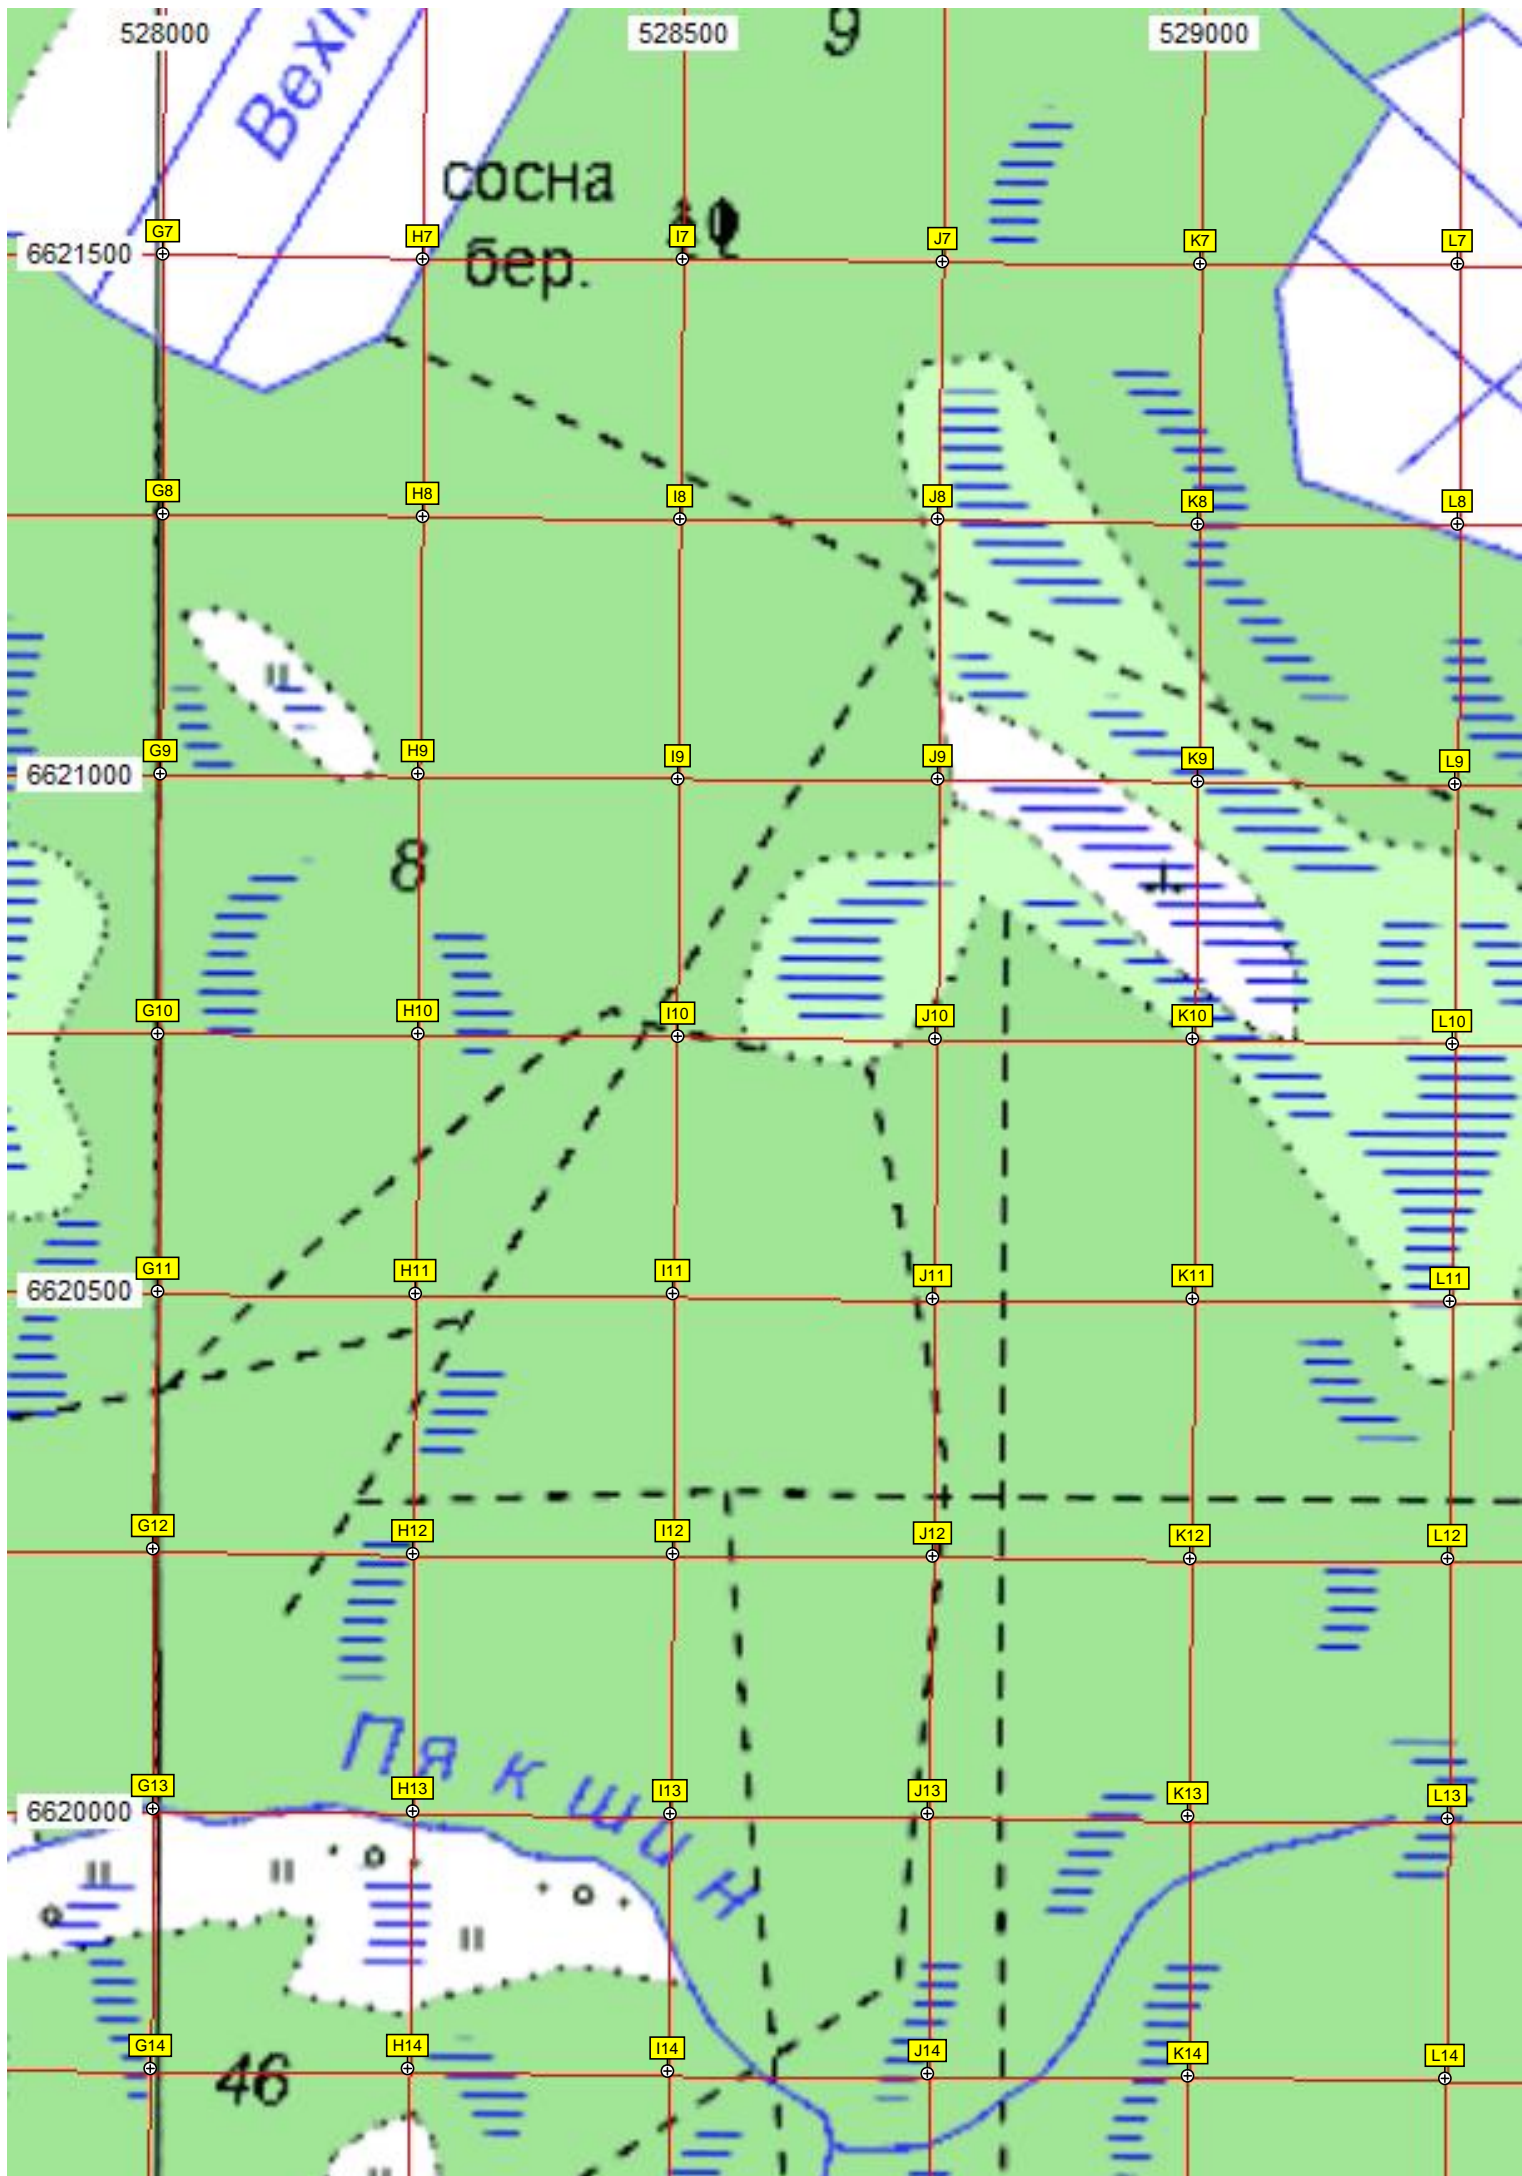 528000 528500 529000
9
Вехи
сосна
бер.
6621500
G7 H7 I7 J7 K7 L7
G8 H8 I8 J8 K8 L8
6621000
G9 H9 I9 J9 K9 L9
8
G10 H10 I10 J10 K10 L10
6620500
G11 H11 I11 J11 K11 L11
G12 H12 I12 J12 K12 L12
Пякшин
6620000
G13 H13 I13 J13 K13 L13
46
G14 H14 I14 J14 K14 L14